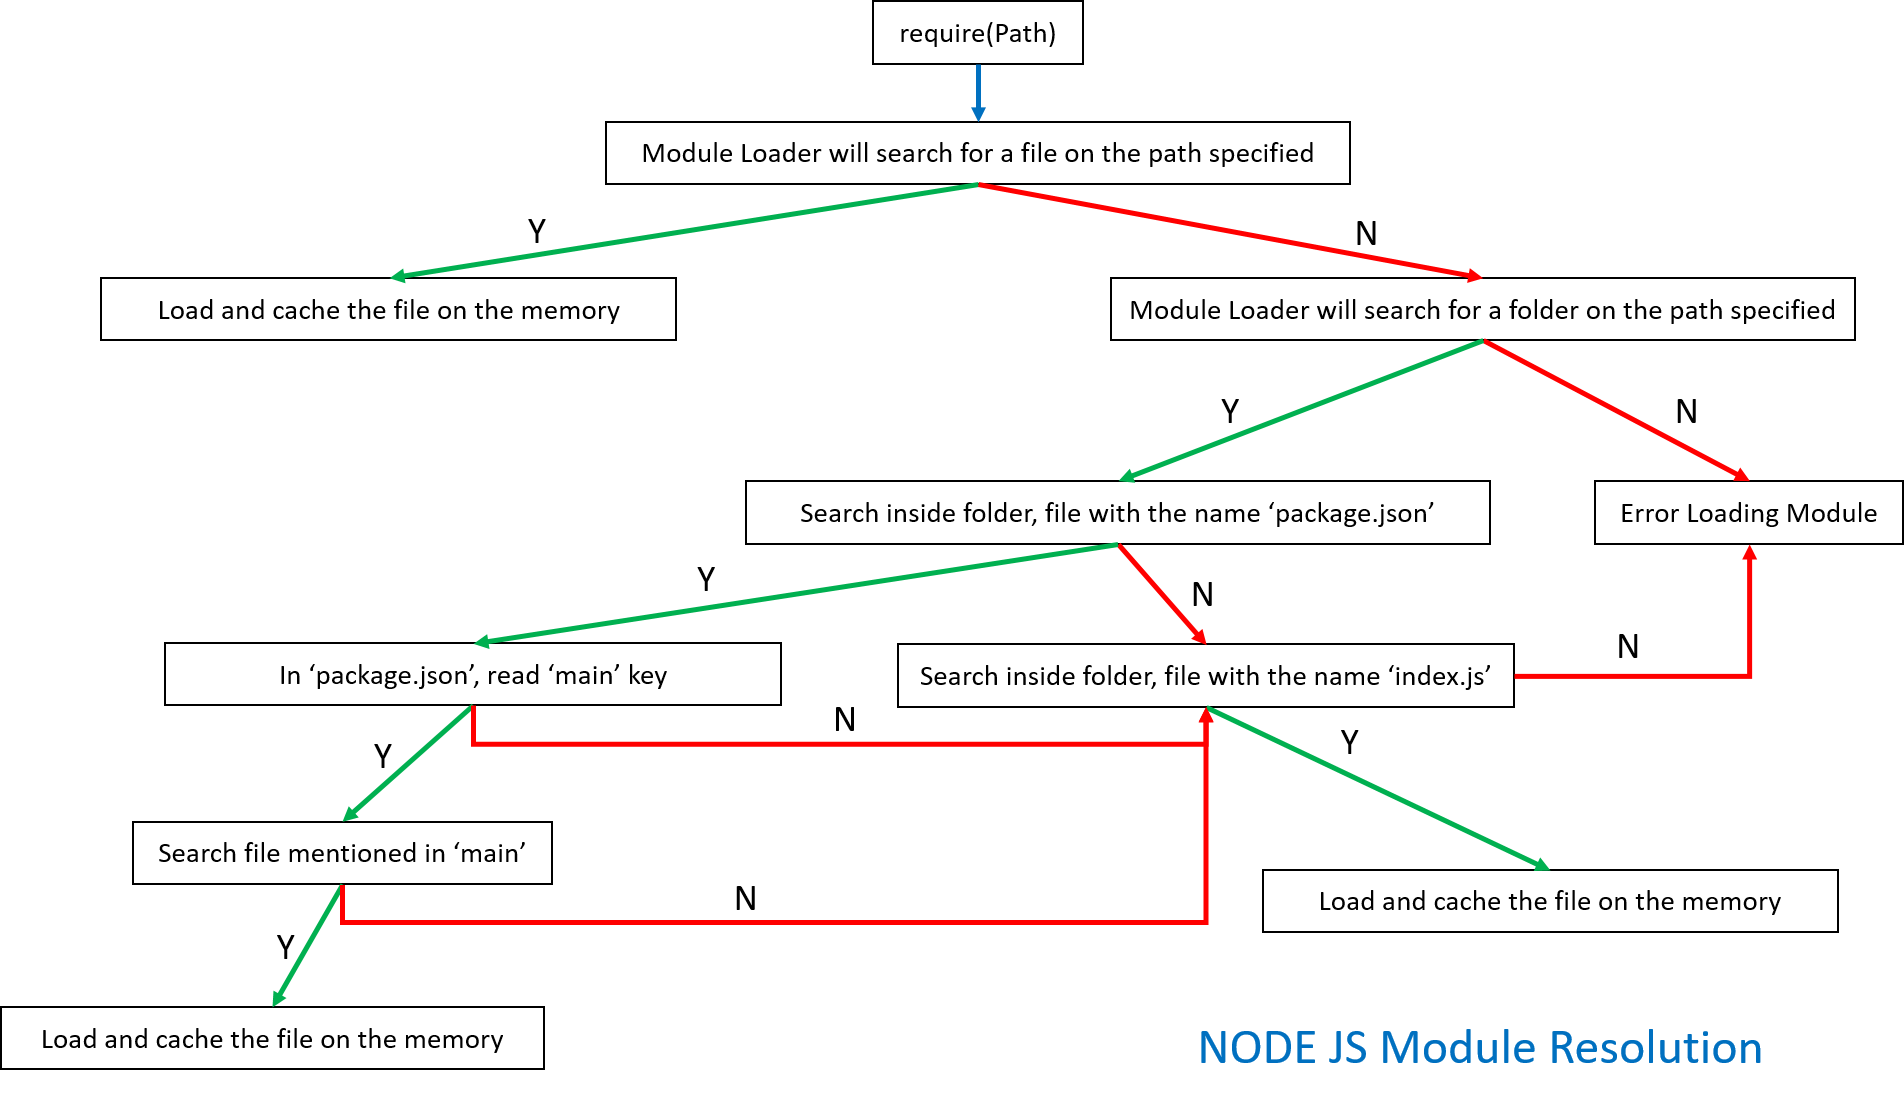 require(Path)
Module Loader will search for a file on the path specified
Y
N
Load and cache the file on the memory
Module Loader will search for a folder on the path specified
Y
N
Search inside folder, file with the name ‘package.json’
Error Loading Module
Y
N
In ‘package.json’, read ‘main’ key
Search inside folder, file with the name ‘index.js’
N
Y
N
Y
Search file mentioned in ‘main’
N
Load and cache the file on the memory
Y
Load and cache the file on the memory
NODE JS Module Resolution